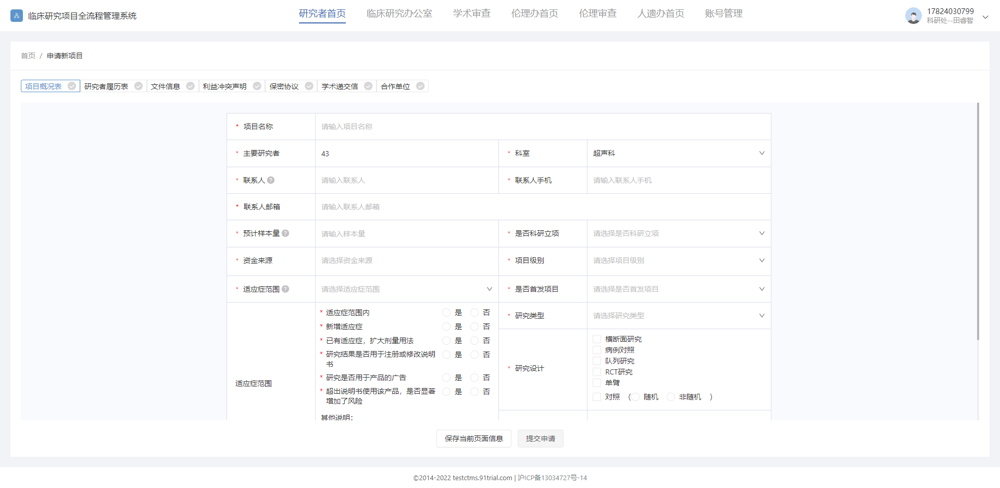 临床研究项目全流程管理系统
研究者首页 临床研究办公室 学术审查 伦理办首页 伦理审查 人遗办首页 账号管理
17824030799
科研处--田睿智
首页 / 申请新项目
项目概况表 研究者履历表 文件信息 利益冲突声明 保密协议 学术递交信 合作单位
* 项目名称 请输入项目名称
* 主要研究者 43 * 科室 超声科
* 联系人 ? 请输入联系人 * 联系人手机 请输入联系人手机
* 联系人邮箱 请输入联系人邮箱
* 预计样本量 ? 请输入样本量 * 是否科研立项 请选择是否科研立项
* 资金来源 请选择资金来源 * 项目级别 请选择项目级别
* 适应症范围 ? 请选择适应症范围 * 是否首发项目 请选择是否首发项目
适应症范围
* 适应症范围内 是 否
* 新增适应症 是 否
* 已有适应症，扩大剂量用法 是 否
* 研究结果是否用于注册或修改说明 是 否
书
* 研究是否用于产品的广告 是 否
* 超出说明书使用该产品，是否显著 是 否
增加了风险
其他说明：
* 研究类型 请选择研究类型
* 研究设计
横断面研究
病例对照
队列研究
RCT研究
单臂
对照 （ 随机 非随机 ）
保存当前页面信息 提交申请
©2014-2022 testctms.91trial.com | 沪ICP备13034727号-14